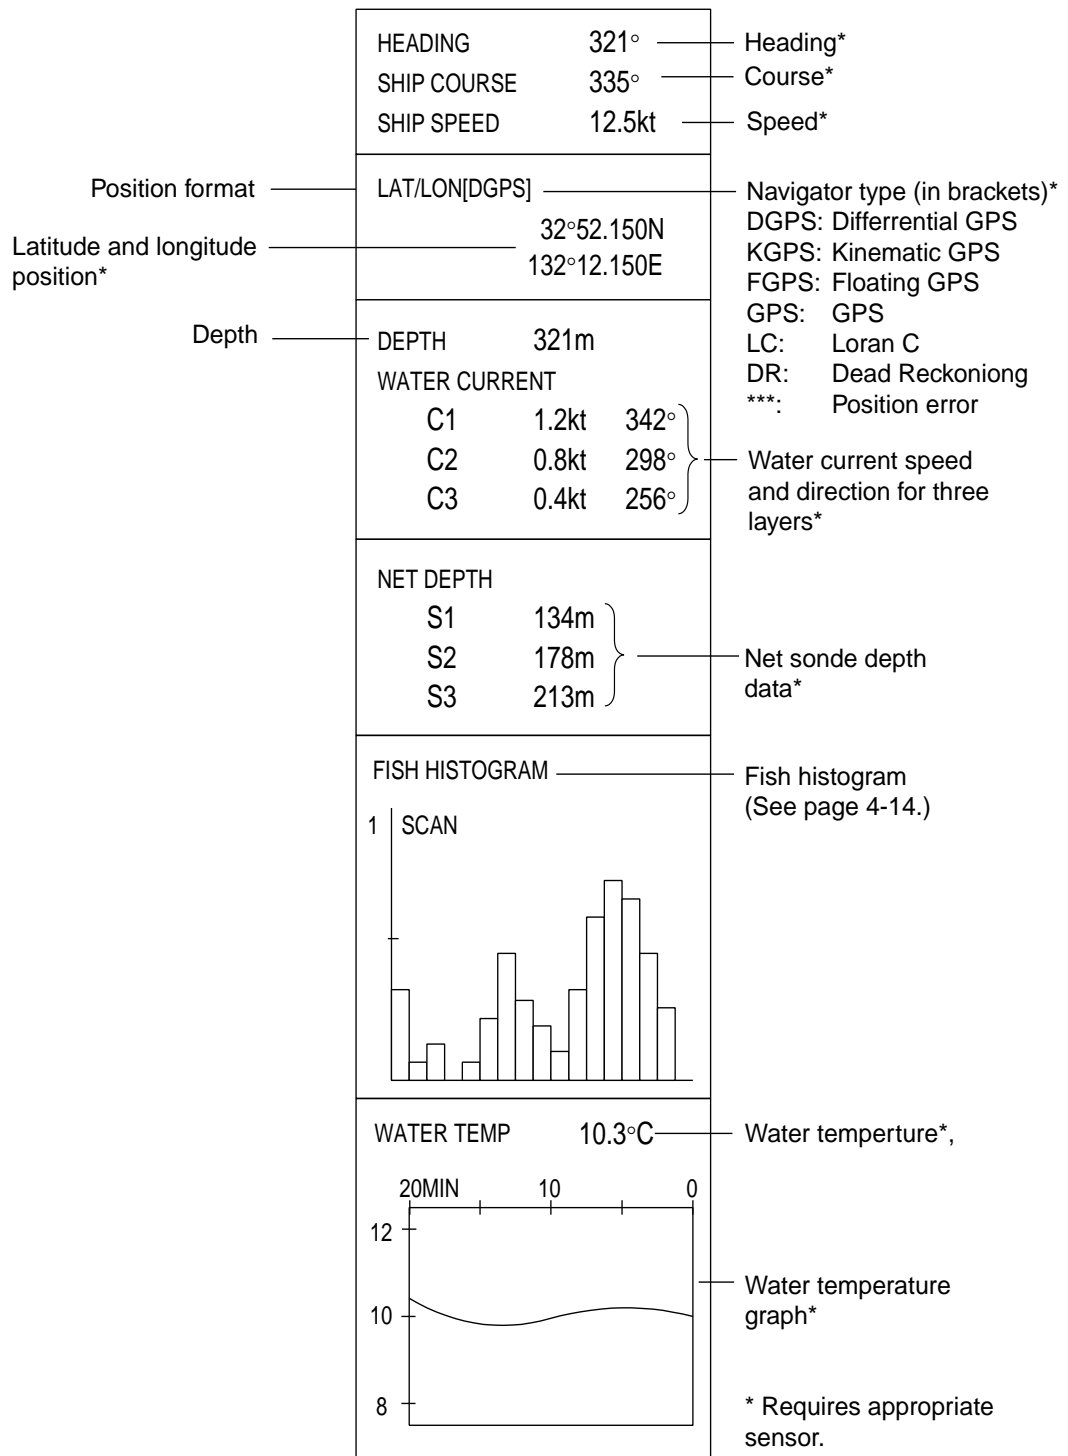 HEADING 321° Heading*
SHIP COURSE 335° Course*
SHIP SPEED 12.5kt Speed*
Position format LAT/LON[DGPS] Navigator type (in brackets)*
DGPS: Differrential GPS
KGPS: Kinematic GPS
FGPS: Floating GPS
GPS: GPS
LC: Loran C
DR: Dead Reckoniong
***: Position error
Latitude and longitude
position*
32°52.150N
132°12.150E
Depth DEPTH 321m
WATER CURRENT
C1 1.2kt 342°
C2 0.8kt 298°
C3 0.4kt 256°
Water current speed
and direction for three
layers*
NET DEPTH
S1 134m
S2 178m
S3 213m
Net sonde depth
data*
FISH HISTOGRAM Fish histogram
(See page 4-14.)
1 SCAN
WATER TEMP 10.3°C Water temperture*,
20MIN 10 0
12
10
8
Water temperature
graph*
* Requires appropriate
sensor.